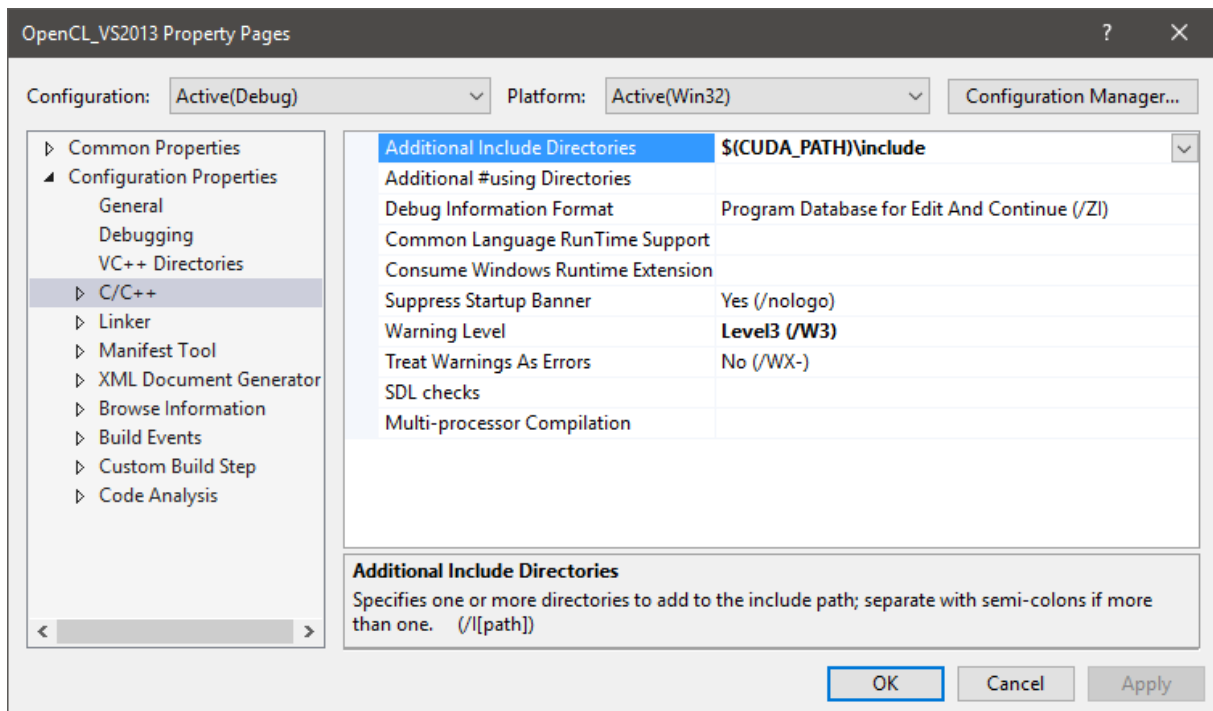 OpenCL_VS2013 Property Pages
?
Configuration: Active(Debug) Platform: Active(Win32) Configuration Manager...
Common Properties
Configuration Properties
General
Debugging
VC++ Directories
C/C++
Linker
Manifest Tool
XML Document Generator
Browse Information
Build Events
Custom Build Step
Code Analysis
Additional Include Directories $(CUDA_PATH)\include
Additional #using Directories
Debug Information Format Program Database for Edit And Continue (/ZI)
Common Language RunTime Support
Consume Windows Runtime Extension
Suppress Startup Banner Yes (/nologo)
Warning Level Level3 (/W3)
Treat Warnings As Errors No (/WX-)
SDL checks
Multi-processor Compilation
Additional Include Directories
Specifies one or more directories to add to the include path; separate with semi-colons if more
than one. (/I[path])
OK Cancel Apply